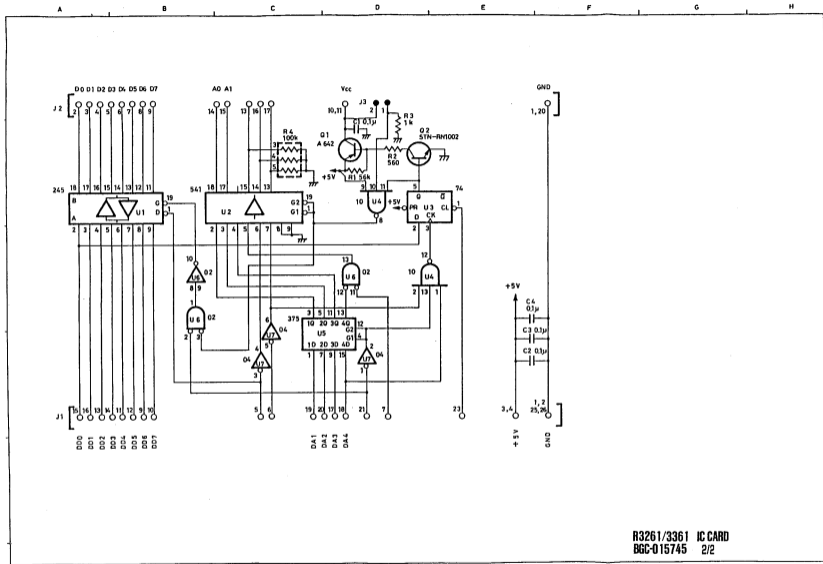 A B C D E F G H
D0 D1 D2 D3 D4 D5 D6 D7 A0 A1 Vcc J3 GND
J2 2 3 4 5 6 7 8 9 14 15 13 16 17 10,11 2 1 1,20
C1 0.1µ R3 1k
R4 100k Q1 A642 Q2 STN-RN1002
3 4 5 R2 560
+5V R1 56k
245 18 17 16 15 14 13 12 11 541 18 17 15 16 14 13 9 10 11 5 74
B G D 19 1 U1 A U2 G2 G1 19 1 10 U4 +5V PR Q Q U3 CL 1 D CK
2 3 4 5 6 7 8 9 2 3 4 5 6 7 8 9 8 2 3
10 U6 02 13 U6 02 12 10 U4
8 9 12 11 2 13 1
1 U6 02 3 5 11 13
2 3 375 1Q 2Q 3Q 4Q G2 12
6 U7 04 U5 G1 4
5 1D 2D 3D 4D 2
4 U7 04 1 7 9 15 U7 04
3 1
+5V
C4 0.1µ
C3 0.1µ
C2 0.1µ
J1 15 16 13 14 11 12 9 10 5 6 19 20 17 18 21 7 23 3,4 1,2 25,26
DD0 DD1 DD2 DD3 DD4 DD5 DD6 DD7 DA1 DA2 DA3 DA4 +5V GND
R3261/3361 IC CARD
BGC-015745 2/2